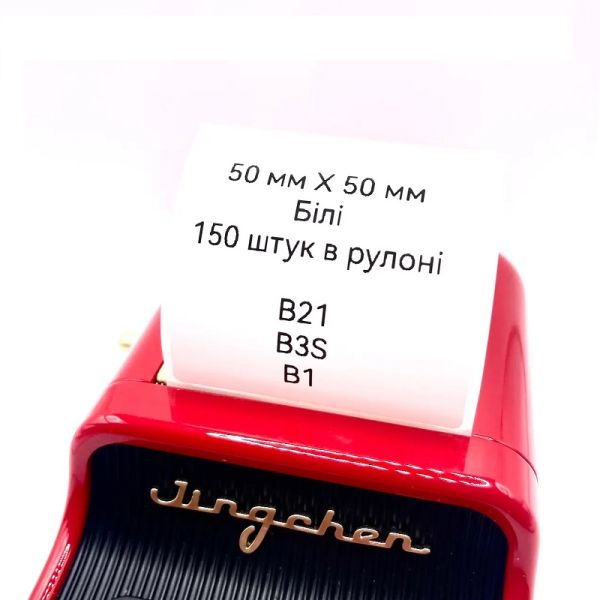 50 мм X 50 мм
Білі
150 штук в рулоні
B21
B3S
B1
Jingchen